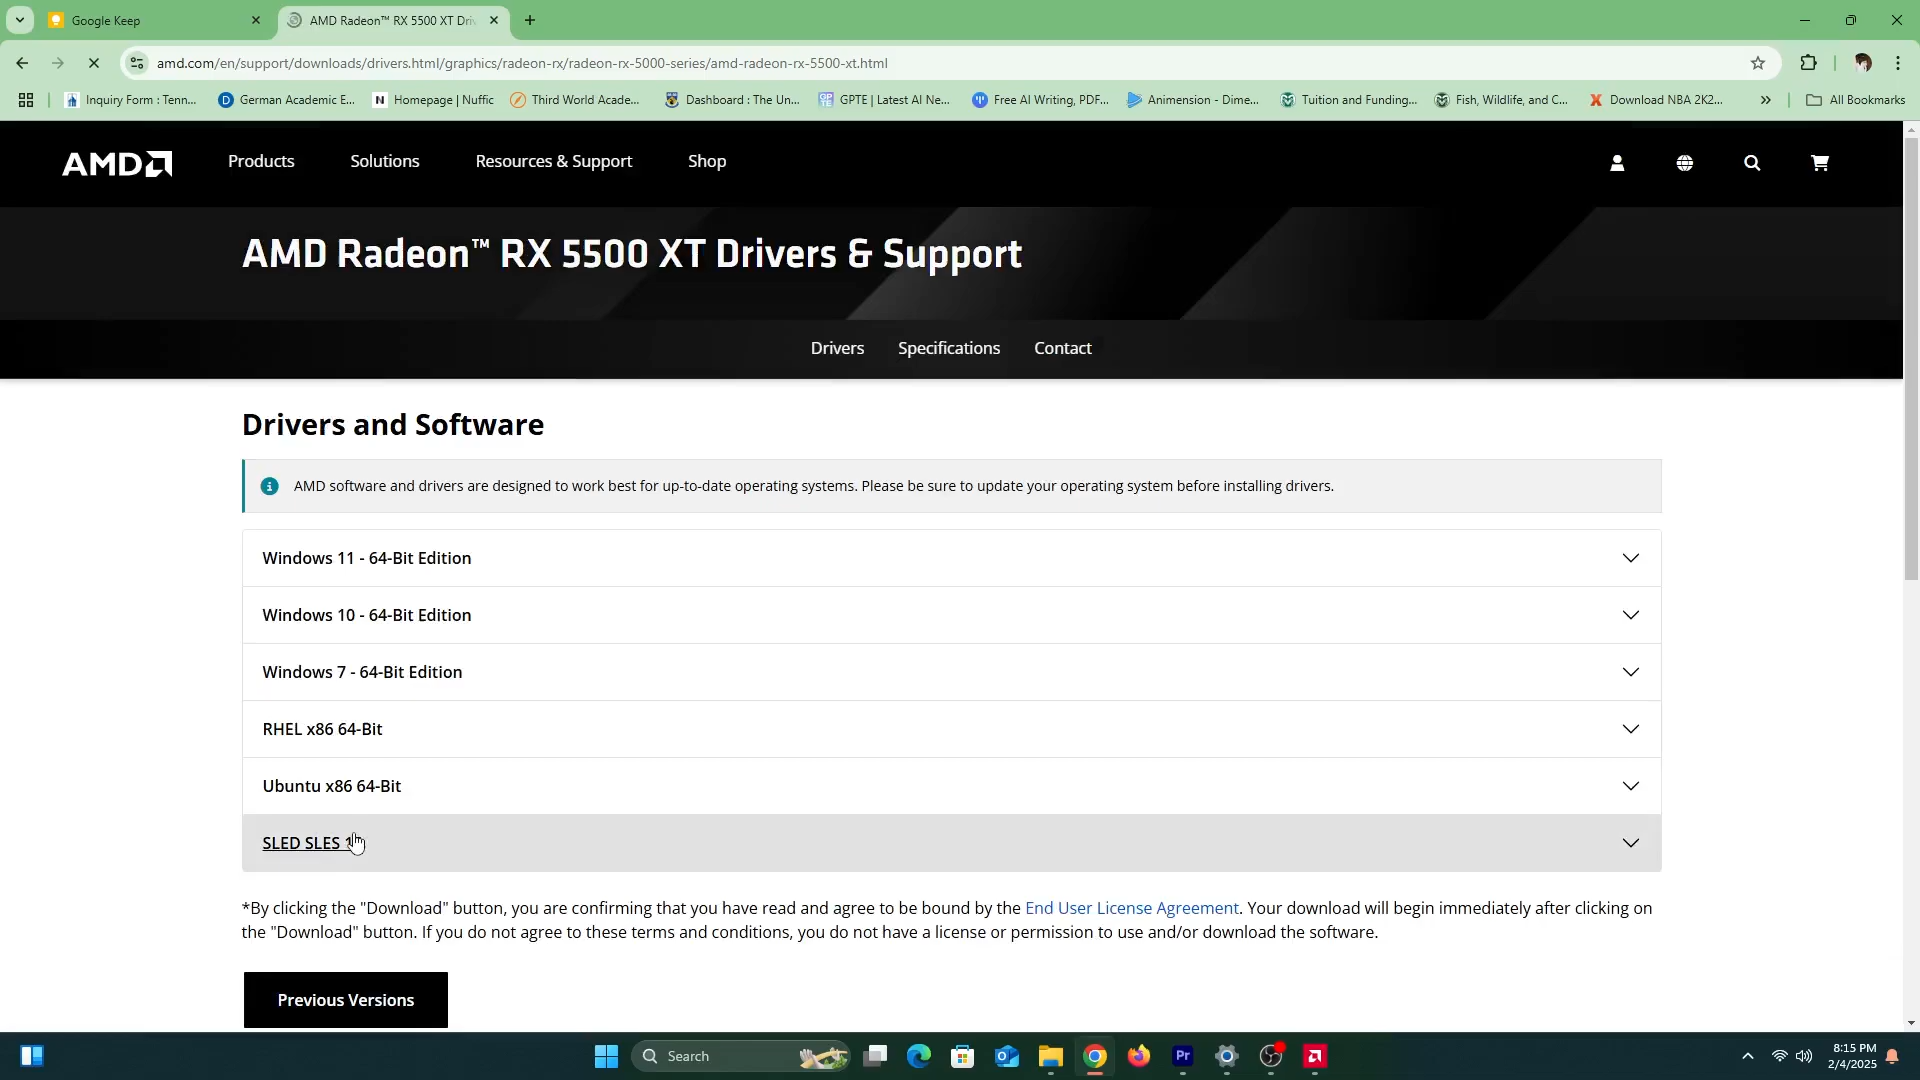 Google Keep
AMD Radeon™ RX 5500 XT Dri
amd.com/en/support/downloads/drivers.html/graphics/radeon-rx/radeon-rx-5000-series/amd-radeon-rx-5500-xt.html
Inquiry Form : Tenn...
German Academic E...
Homepage | Nuffic
Third World Acade...
Dashboard : The Un...
GPTE | Latest AI Ne...
Free AI Writing, PDF...
Animension - Dime...
Tuition and Funding...
Fish, Wildlife, and C...
Download NBA 2K2...
All Bookmarks
AMD
Products
Solutions
Resources & Support
Shop
AMD Radeon™ RX 5500 XT Drivers & Support
Drivers
Specifications
Contact
Drivers and Software
AMD software and drivers are designed to work best for up-to-date operating systems. Please be sure to update your operating system before installing drivers.
Windows 11 - 64-Bit Edition
Windows 10 - 64-Bit Edition
Windows 7 - 64-Bit Edition
RHEL x86 64-Bit
Ubuntu x86 64-Bit
SLED SLES
*By clicking the "Download" button, you are confirming that you have read and agree to be bound by the End User License Agreement. Your download will begin immediately after clicking on
the "Download" button. If you do not agree to these terms and conditions, you do not have a license or permission to use and/or download the software.
Previous Versions
Search
Pr
8:15 PM
2/4/2025